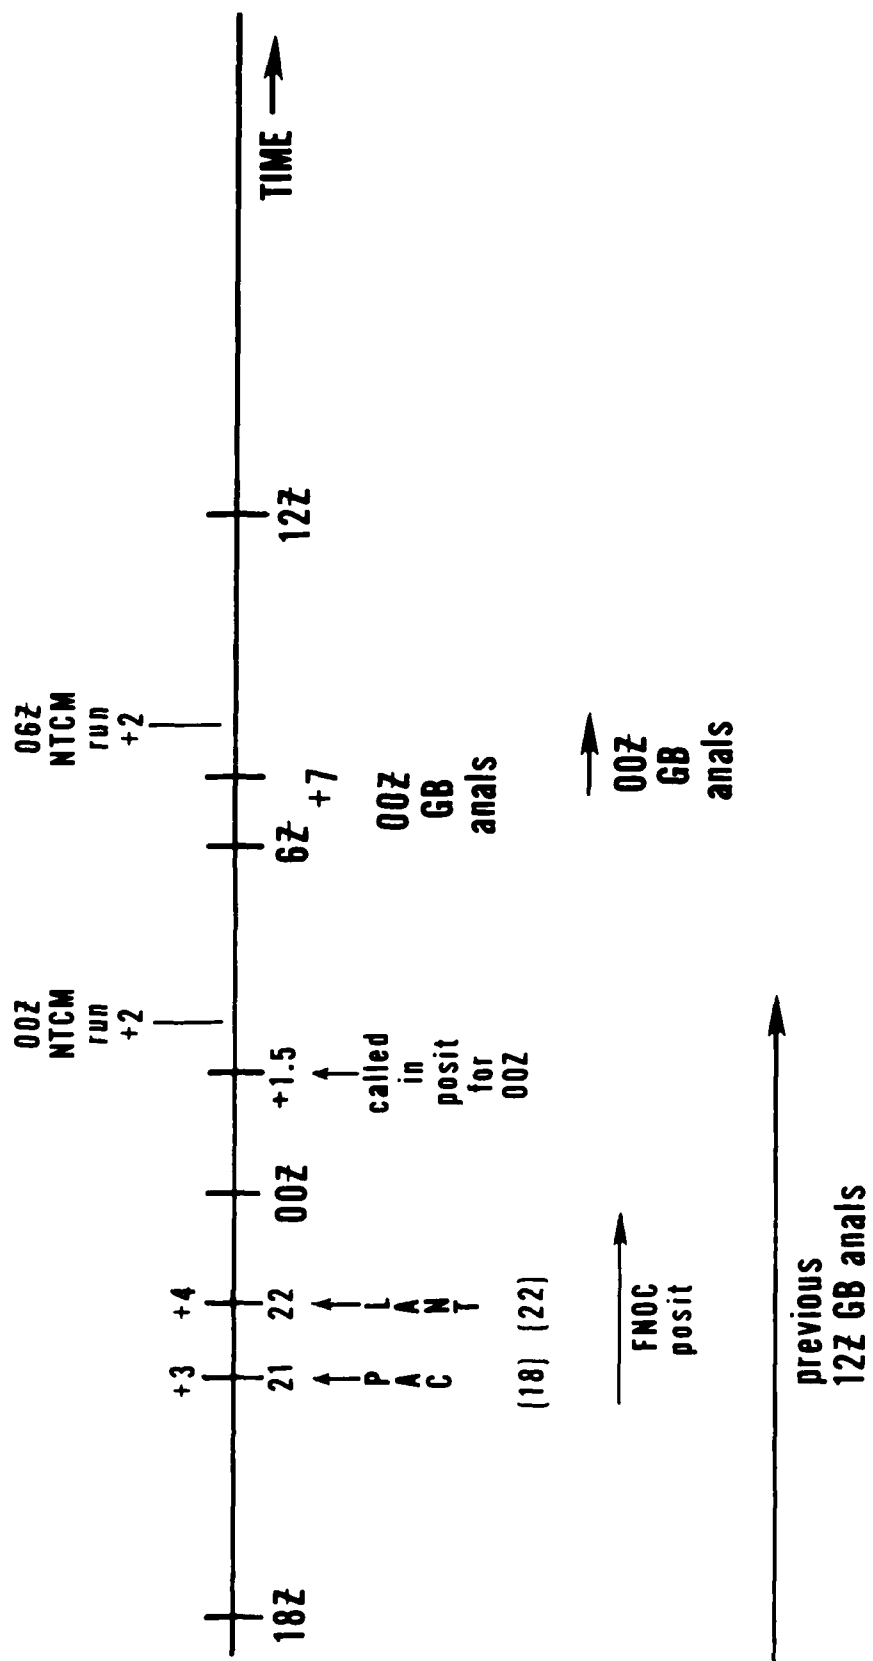 00Z
NTCM
run
+2
06Z
NTCM
run
+2
+3
+4
18Z
21
22
00Z
+1.5
6Z
+7
12Z
TIME
PAC
LANT
called
in
posit
for
00Z
00Z
GB
anals
(18) (22)
FNOC
posit
00Z
GB
anals
previous
12Z GB anals